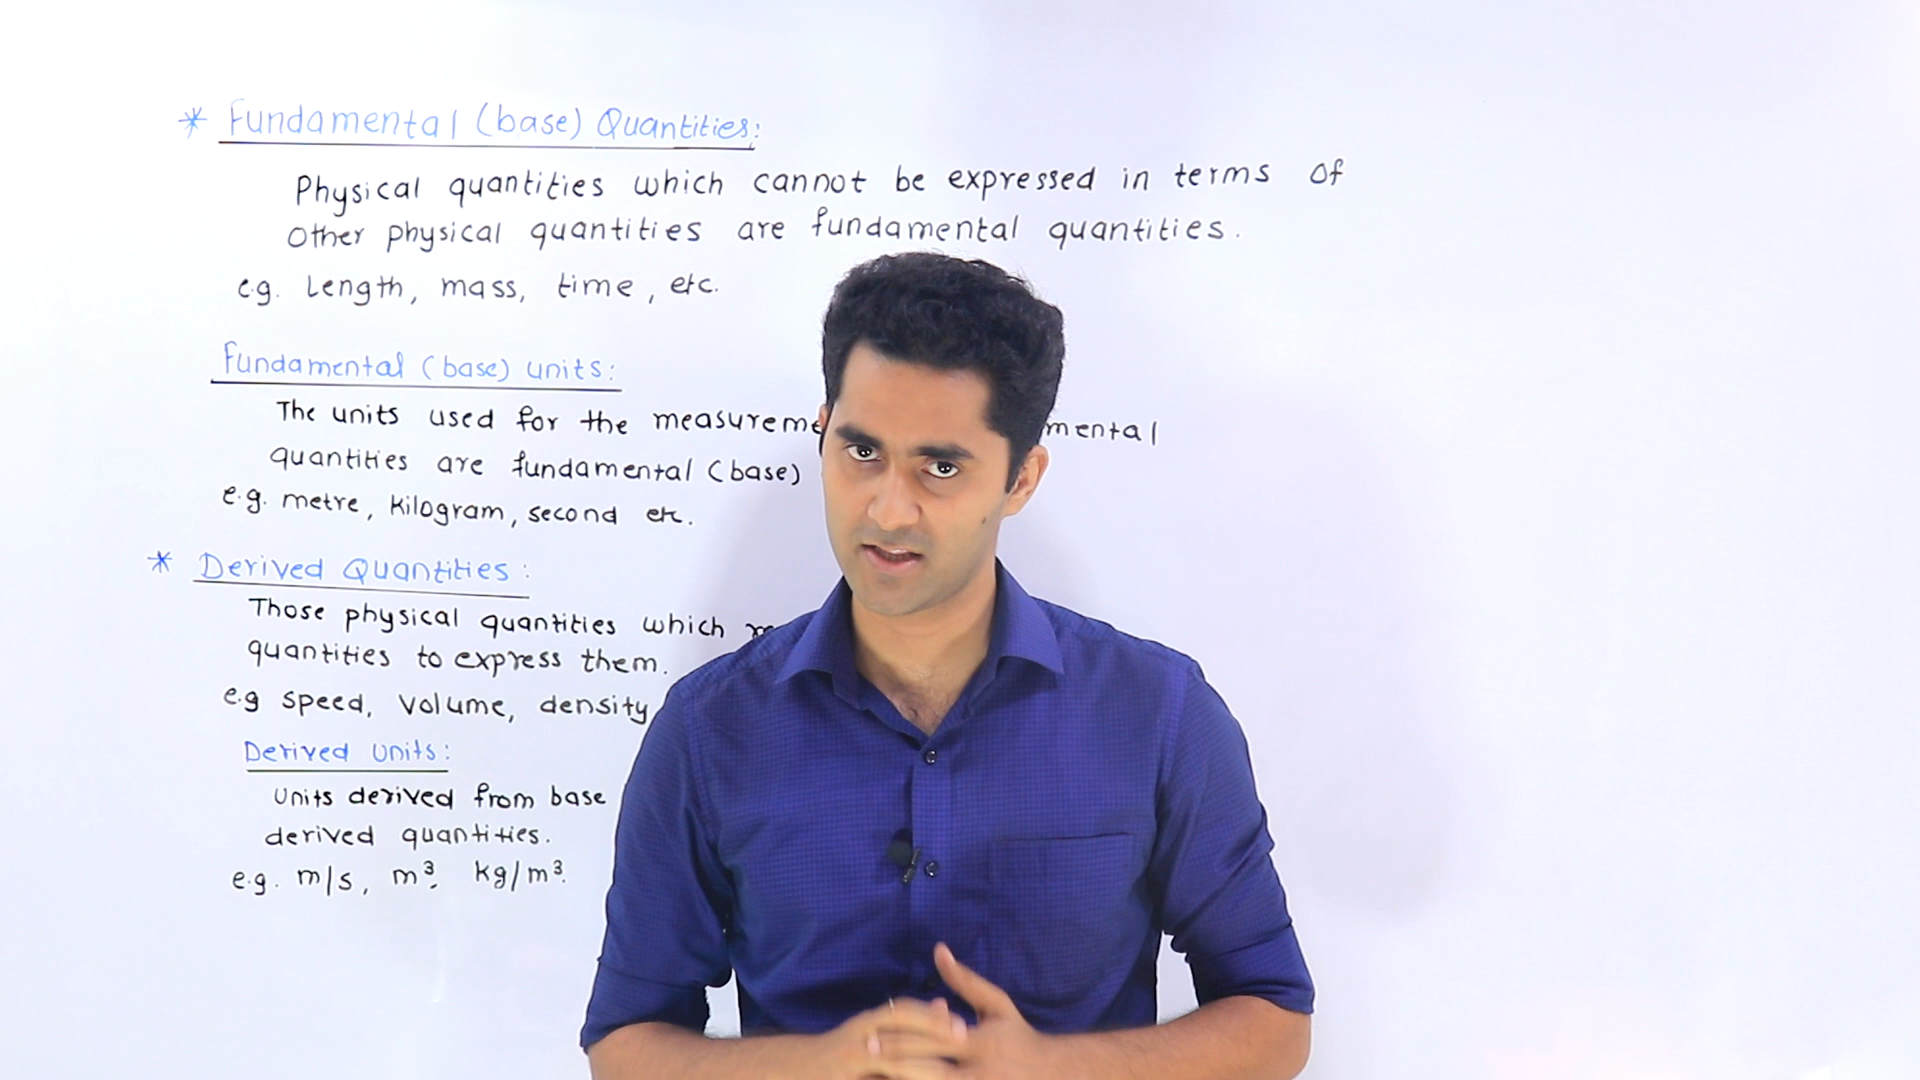 * Fundamental (base) Quantities:
Physical quantities which cannot be expressed in terms of
other physical quantities are fundamental quantities.
e.g. Length, mass, time, etc.
Fundamental (base) units:
The units used for the
quantities are fundamental (base)
e.g. metre, kilogram, second etc.
* Derived Quantities:
Those physical quantities which
quantities to express them.
e.g speed, volume, density
Derived units:
Units derived from base
derived quantities.
e.g. m/s, m³, kg/m³.